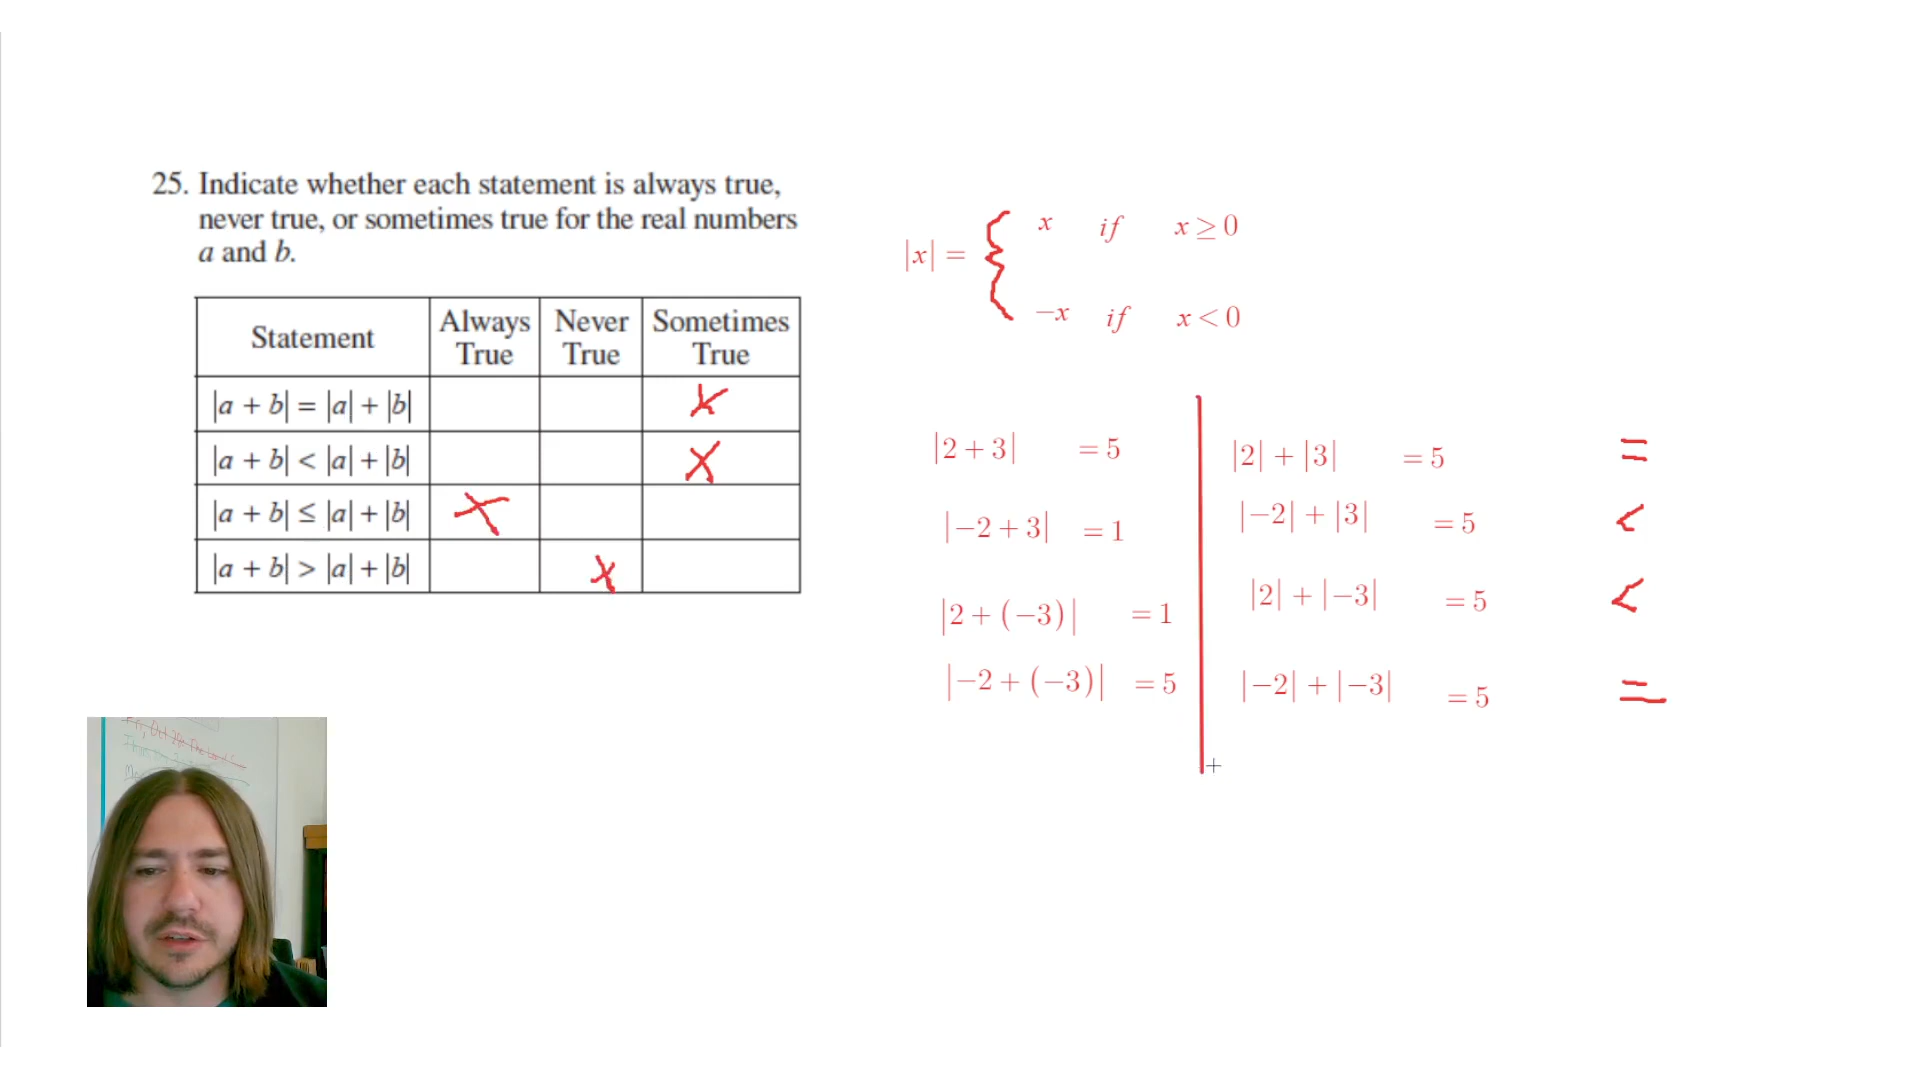 25. Indicate whether each statement is always true,
never true, or sometimes true for the real numbers
a and b.
Statement Always True Never True Sometimes True
|a + b| = |a| + |b| X
|a + b| < |a| + |b| X
|a + b| ≤ |a| + |b| X
|a + b| > |a| + |b| X
|x| = { x if x ≥ 0
-x if x < 0
|2 + 3| = 5 |2| + |3| = 5 =
|-2 + 3| = 1 |-2| + |3| = 5 <
|2 + (-3)| = 1 |2| + |-3| = 5 <
|-2 + (-3)| = 5 |-2| + |-3| = 5 =